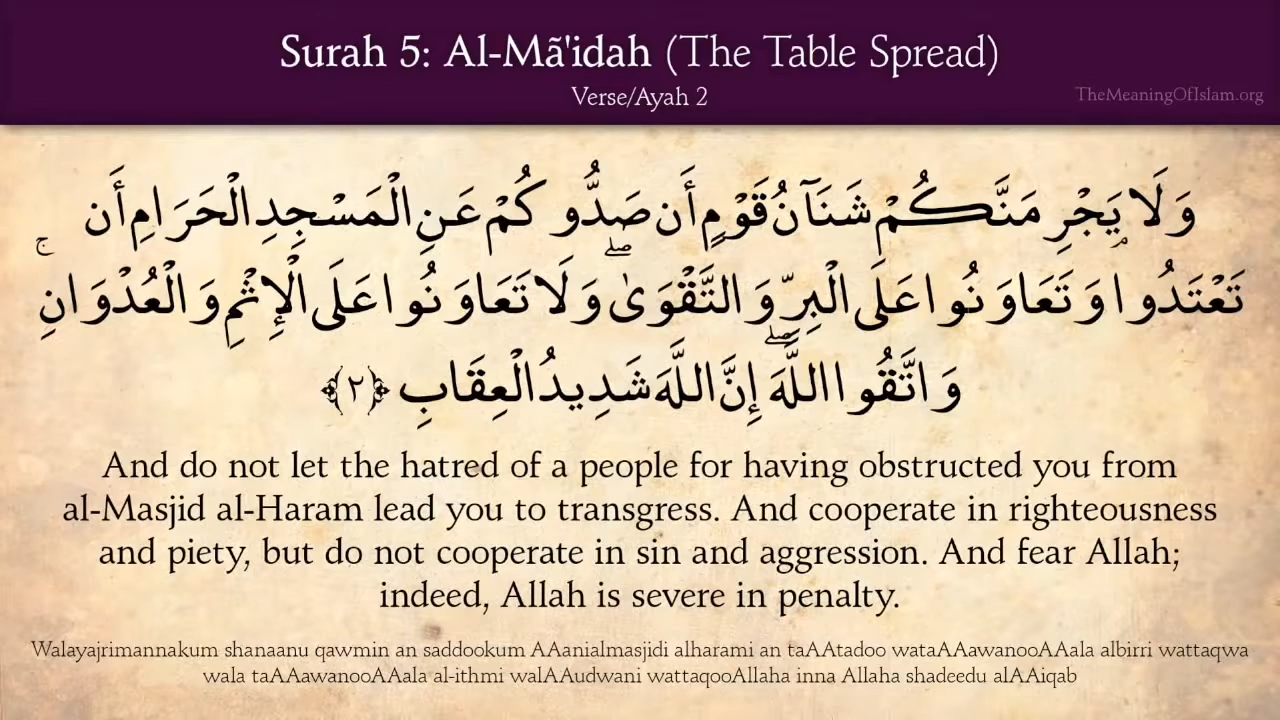 Surah 5: Al-Mã'idah (The Table Spread)
Verse/Ayah 2
TheMeaningOfIslam.org
وَلَا يَجْرِمَنَّكُمْ شَنَآنُ قَوْمٍ أَن صَدُّوكُمْ عَنِ الْمَسْجِدِ الْحَرَامِ أَن
تَعْتَدُوا ۘ وَتَعَاوَنُوا عَلَى الْبِرِّ وَالتَّقْوَىٰ ۖ وَلَا تَعَاوَنُوا عَلَى الْإِثْمِ وَالْعُدْوَانِ ۚ
وَاتَّقُوا اللَّهَ ۖ إِنَّ اللَّهَ شَدِيدُ الْعِقَابِ ﴿٢﴾
And do not let the hatred of a people for having obstructed you from
al-Masjid al-Haram lead you to transgress. And cooperate in righteousness
and piety, but do not cooperate in sin and aggression. And fear Allah;
indeed, Allah is severe in penalty.
Walayajrimannakum shanaanu qawmin an saddookum AAanialmasjidi alharami an taAAtadoo wataAAawanooAAala albirri wattaqwa
wala taAAawanooAAala al-ithmi walAAudwani wattaqooAllaha inna Allaha shadeedu alAAiqab